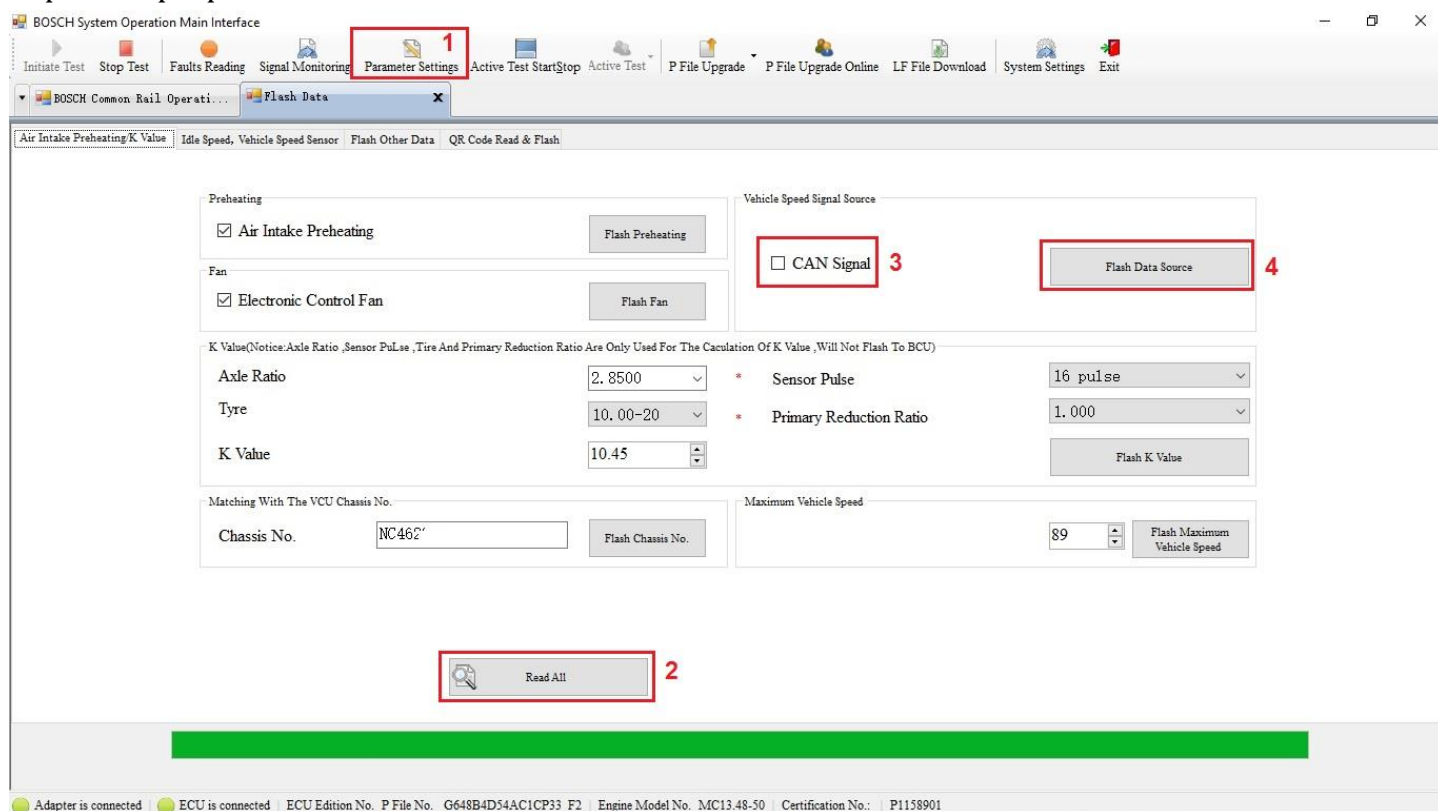 BOSCH System Operation Main Interface
1
Initiate Test Stop Test Faults Reading Signal Monitoring Parameter Settings Active Test StartStop Active Test P File Upgrade P File Upgrade Online LF File Download System Settings Exit
BOSCH Common Rail Operati... Flash Data X
Air Intake Preheating/K Value Idle Speed, Vehicle Speed Sensor Flash Other Data QR Code Read & Flash
Preheating Vehicle Speed Signal Source
Air Intake Preheating Flash Preheating
CAN Signal 3 Flash Data Source 4
Fan
Electronic Control Fan Flash Fan
K Value(Notice:Axle Ratio ,Sensor PuLse ,Tire And Primary Reduction Ratio Are Only Used For The Caculation Of K Value ,Will Not Flash To BCU)
Axle Ratio 2.8500 * Sensor Pulse 16 pulse
Tyre 10.00-20 * Primary Reduction Ratio 1.000
K Value 10.45 Flash K Value
Matching With The VCU Chassis No. Maximum Vehicle Speed
Chassis No. NC462 Flash Chassis No. 89 Flash Maximum
Vehicle Speed
Read All 2
Adapter is connected ECU is connected ECU Edition No. P File No. G648B4D54AC1CP33_F2 Engine Model No. MC13.48-50 Certification No.: P1158901